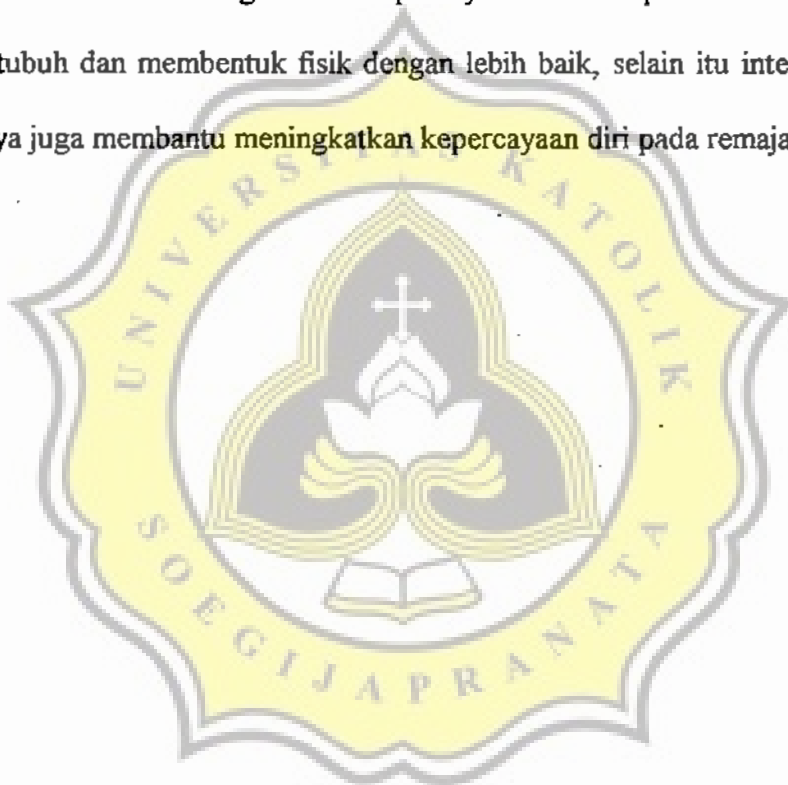 tubuh dan membentuk fisik dengan lebih baik, selain itu inte
ya juga membantu meningkatkan kepercayaan diri pada remaja
UNIVERSITAS KATOLIK
SOEGIJAPRANATA